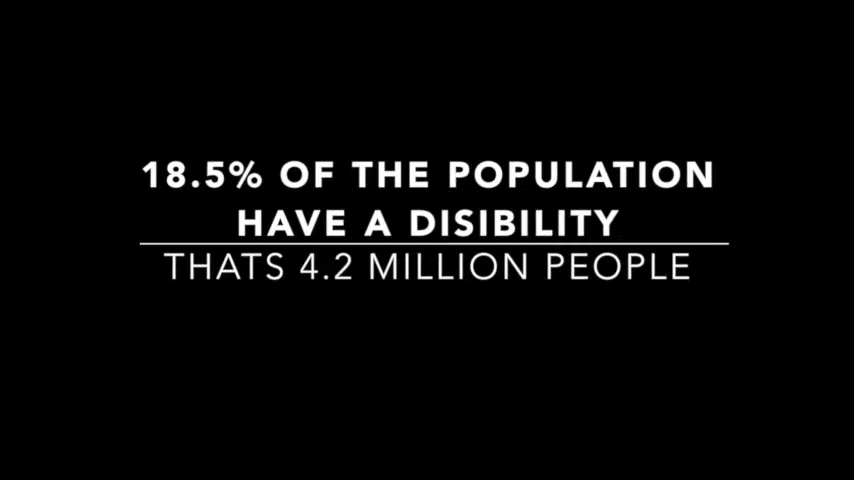 18.5% OF THE POPULATION
HAVE A DISIBILITY
THATS 4.2 MILLION PEOPLE